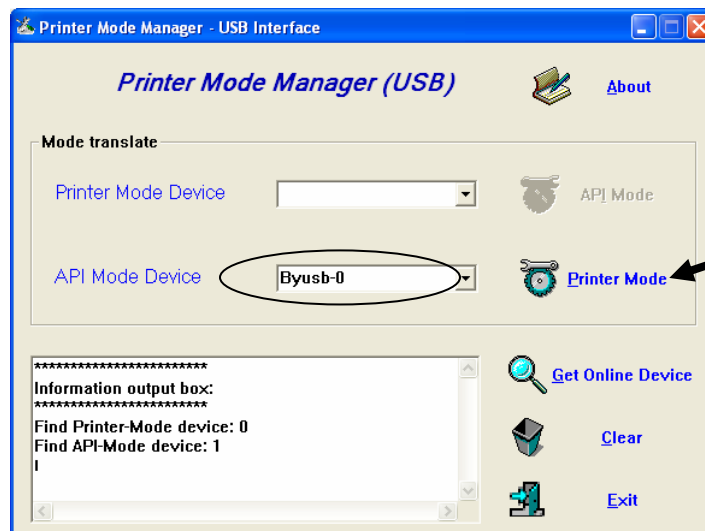 Printer Mode Manager - USB Interface
Printer Mode Manager (USB)
About
Mode translate
Printer Mode Device
API Mode
API Mode Device
Byusb-0
Printer Mode
************************
Information output box:
************************
Find Printer-Mode device: 0
Find API-Mode device: 1
Get Online Device
Clear
Exit